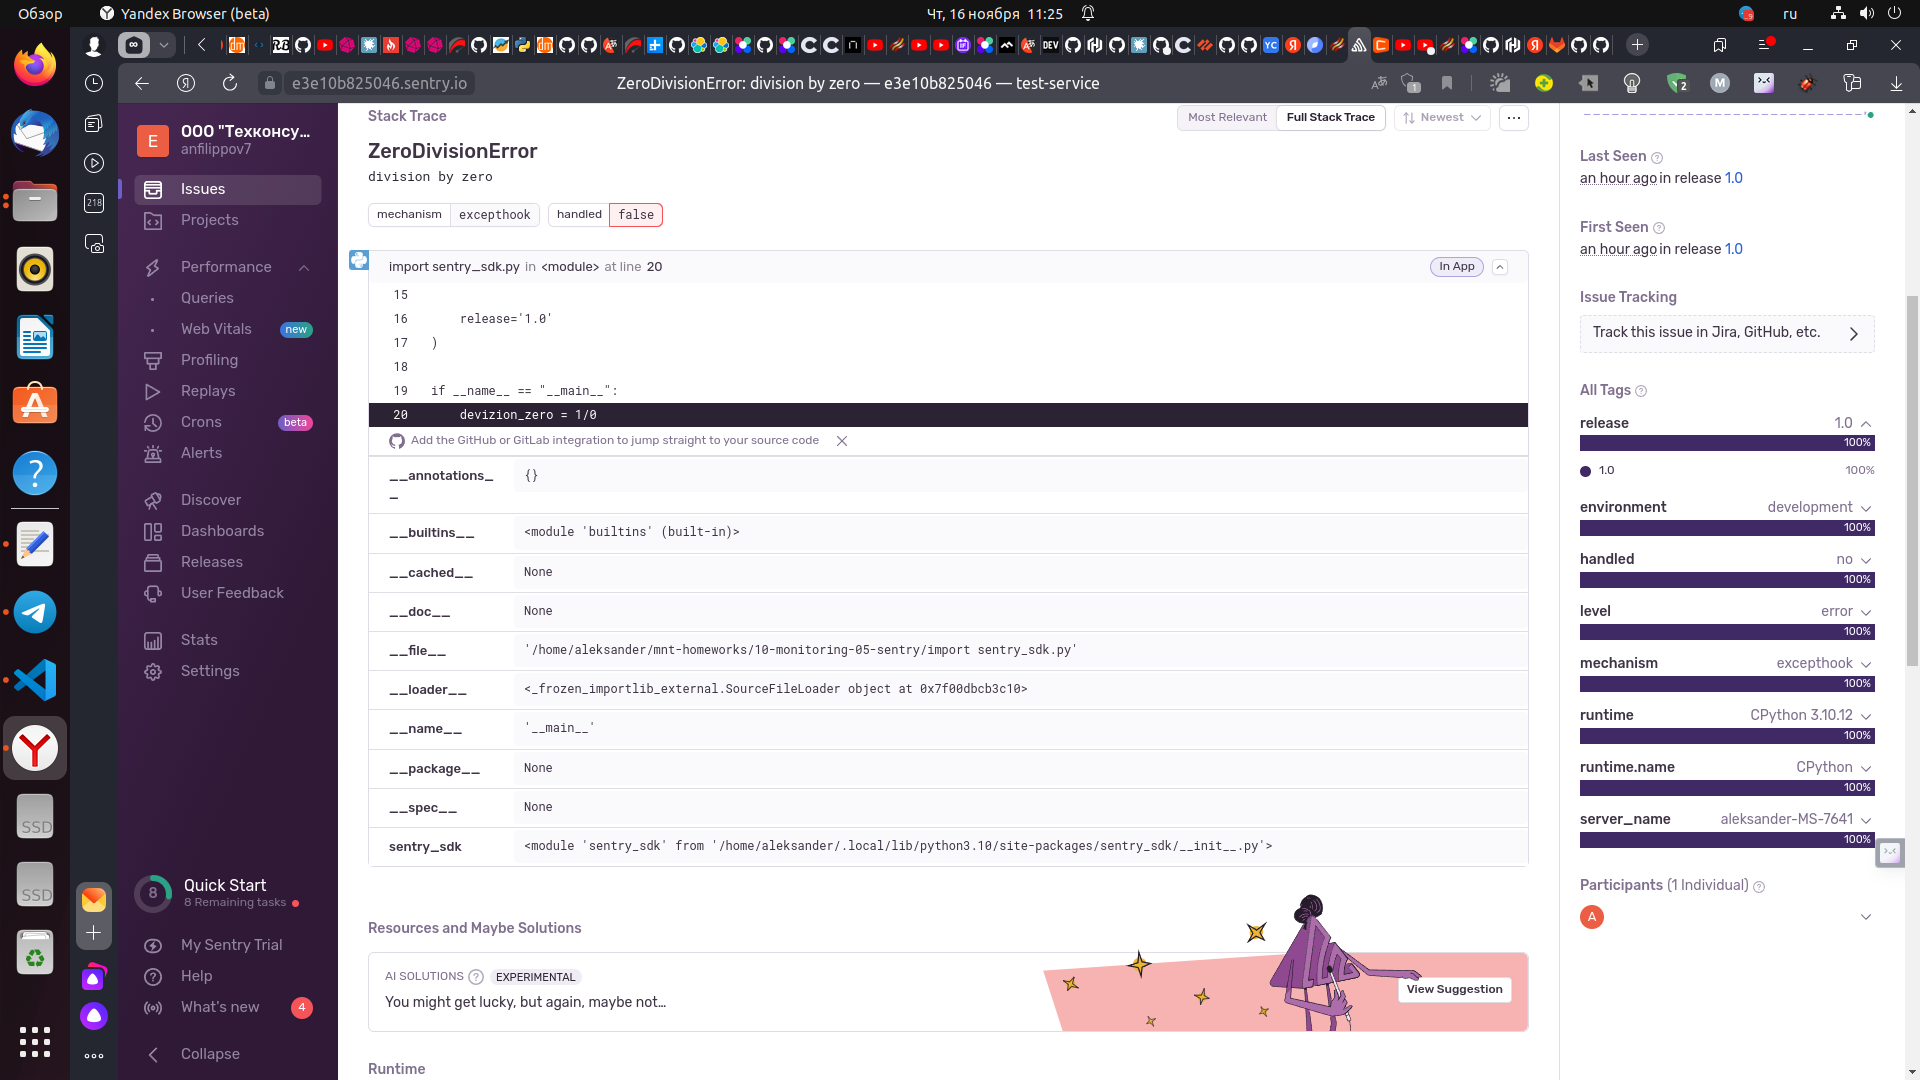 Обзор
Yandex Browser (beta)
Чт, 16 ноября 11:25
ru
e3e10b825046.sentry.io
ZeroDivisionError: division by zero — e3e10b825046 — test-service
218
E
ООО "Техконсу...
anfilippov7
Issues
Projects
Performance
Queries
Web Vitals
new
Profiling
Replays
Crons
beta
Alerts
Discover
Dashboards
Releases
User Feedback
Stats
Settings
8
Quick Start
8 Remaining tasks
My Sentry Trial
Help
What's new
4
Collapse
SSD
SSD
Stack Trace
Most Relevant
Full Stack Trace
Newest
ZeroDivisionError
division by zero
mechanism
excepthook
handled
false
import sentry_sdk.py in <module> at line 20
In App
15
16 release='1.0'
17 )
18
19 if __name__ == "__main__":
20 devizion_zero = 1/0
Add the GitHub or GitLab integration to jump straight to your source code
__annotations_
_
{}
__builtins__
<module 'builtins' (built-in)>
__cached__
None
__doc__
None
__file__
'/home/aleksander/mnt-homeworks/10-monitoring-05-sentry/import sentry_sdk.py'
__loader__
<_frozen_importlib_external.SourceFileLoader object at 0x7f00dbcb3c10>
__name__
'__main__'
__package__
None
__spec__
None
sentry_sdk
<module 'sentry_sdk' from '/home/aleksander/.local/lib/python3.10/site-packages/sentry_sdk/__init__.py'>
Resources and Maybe Solutions
AI SOLUTIONS
EXPERIMENTAL
You might get lucky, but again, maybe not...
View Suggestion
Runtime
Last Seen
an hour ago in release 1.0
First Seen
an hour ago in release 1.0
Issue Tracking
Track this issue in Jira, GitHub, etc.
All Tags
release
1.0
100%
1.0
100%
environment
development
100%
handled
no
100%
level
error
100%
mechanism
excepthook
100%
runtime
CPython 3.10.12
100%
runtime.name
CPython
100%
server_name
aleksander-MS-7641
100%
Participants (1 Individual)
A